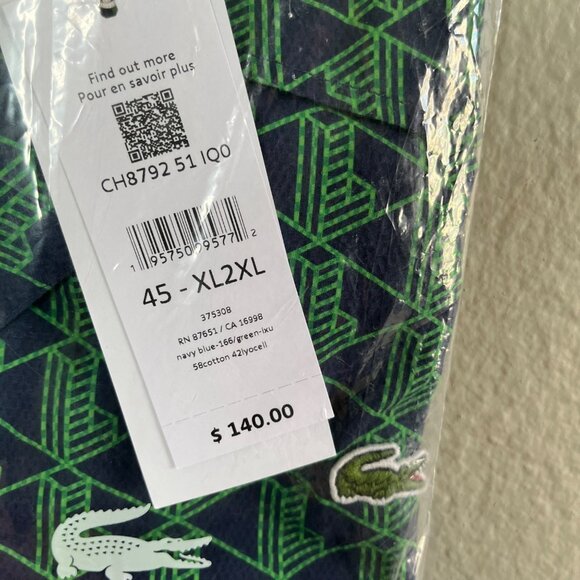 Find out more
Pour en savoir plus
CH8792 51 IQ0
1 95750 09577 2
45 - XL2XL
375308
RN 87651 / CA 16998
navy blue-166/green-ixu
58cotton 42lyocell
$ 140.00